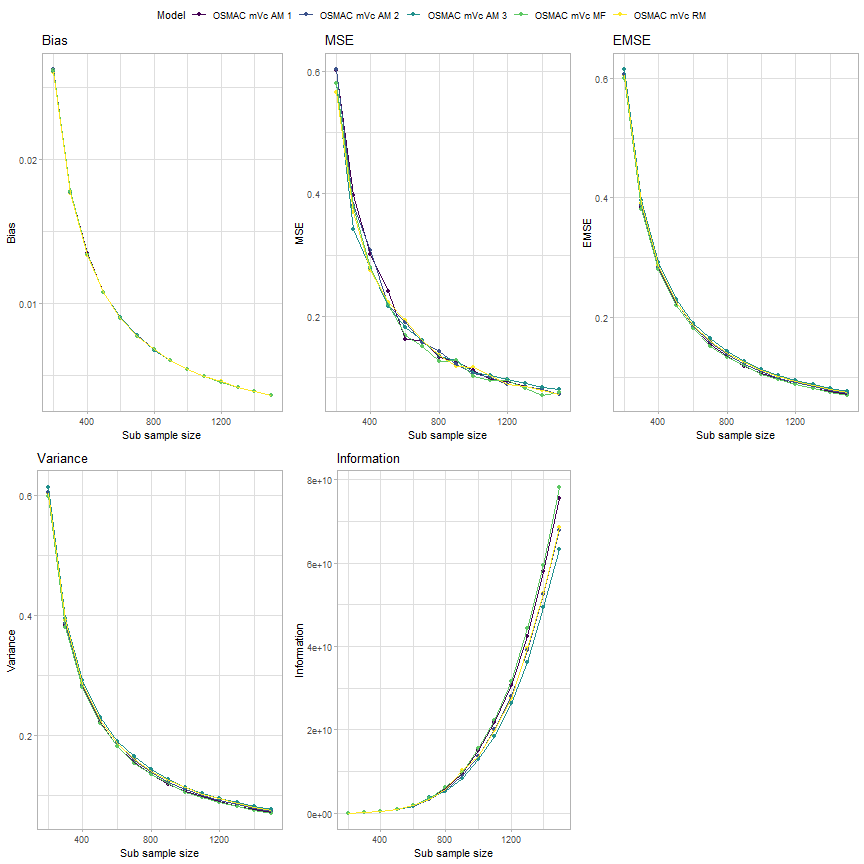 Model OSMAC mVc AM 1 OSMAC mVc AM 2 OSMAC mVc AM 3 OSMAC mVc MF OSMAC mVc RM
Bias
MSE
EMSE
0.02
0.01
Bias
400 800 1200
Sub sample size
0.6
0.4
0.2
MSE
400 800 1200
Sub sample size
0.6
0.4
0.2
EMSE
400 800 1200
Sub sample size
Variance
Information
0.6
0.4
0.2
Variance
400 800 1200
Sub sample size
8e+10
6e+10
4e+10
2e+10
0e+00
Information
400 800 1200
Sub sample size